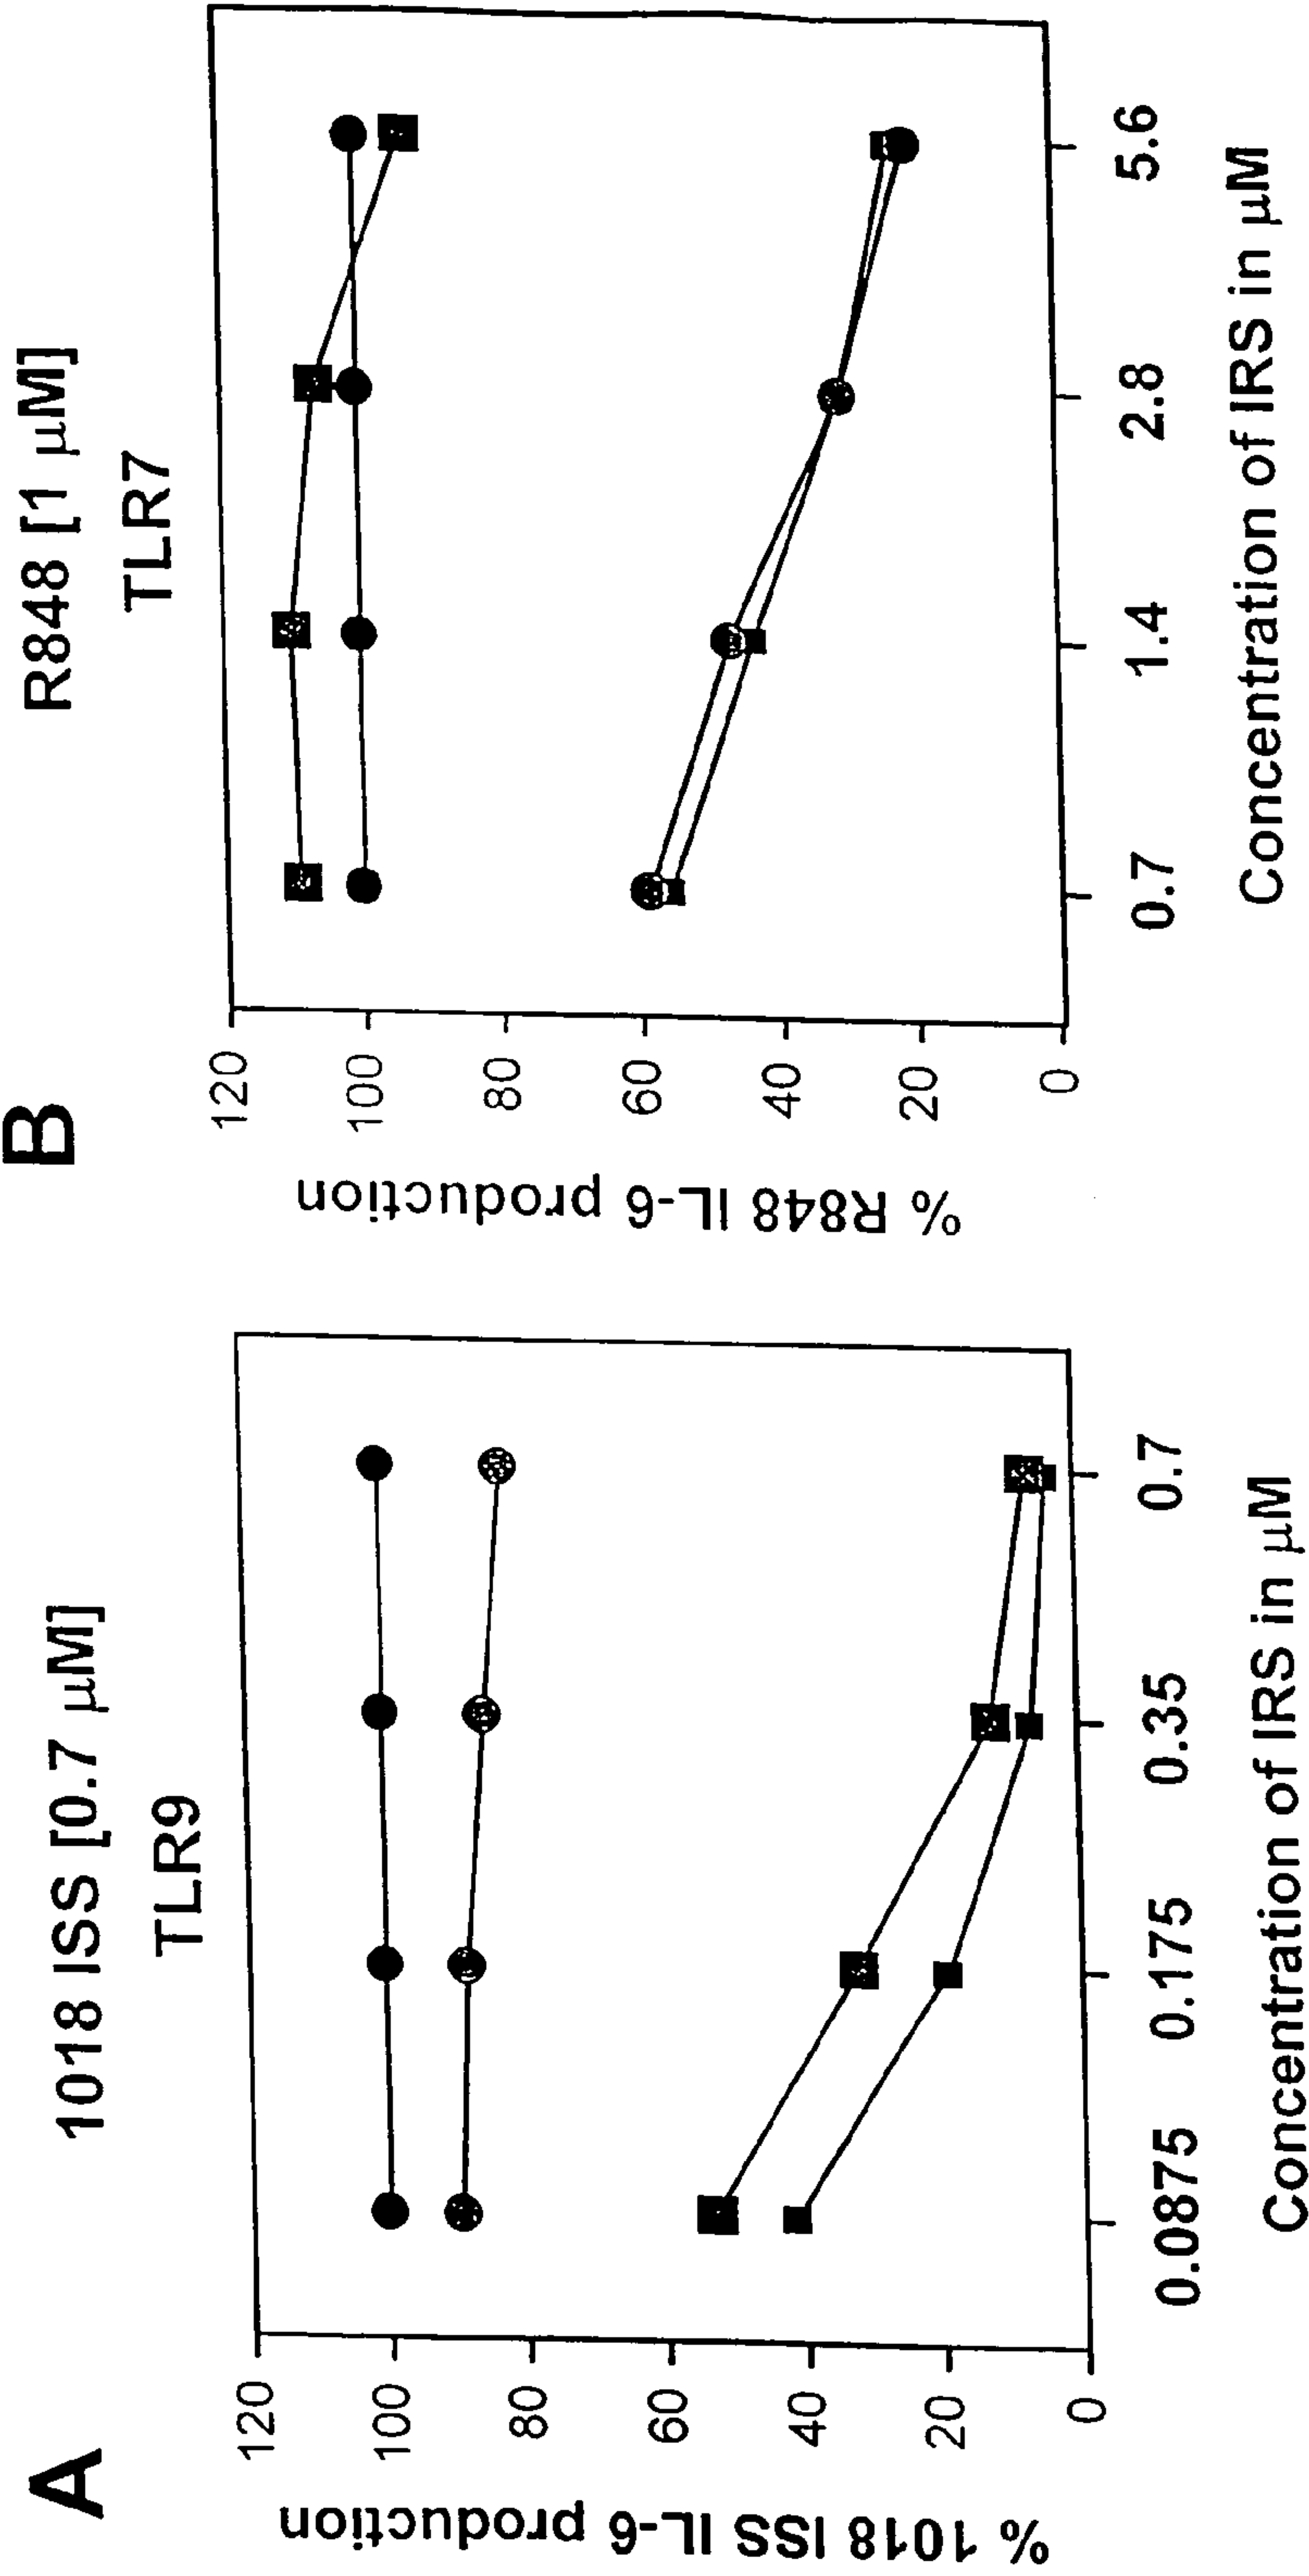 A
1018 ISS [0.7 μM]
TLR9
% 1018 ISS IL-6 production
120
100
80
60
40
20
0
0.0875
0.175
0.35
0.7
Concentration of IRS in μM
B
R848 [1 μM]
TLR7
% R848 IL-6 production
120
100
80
60
40
20
0
0.7
1.4
2.8
5.6
Concentration of IRS in μM